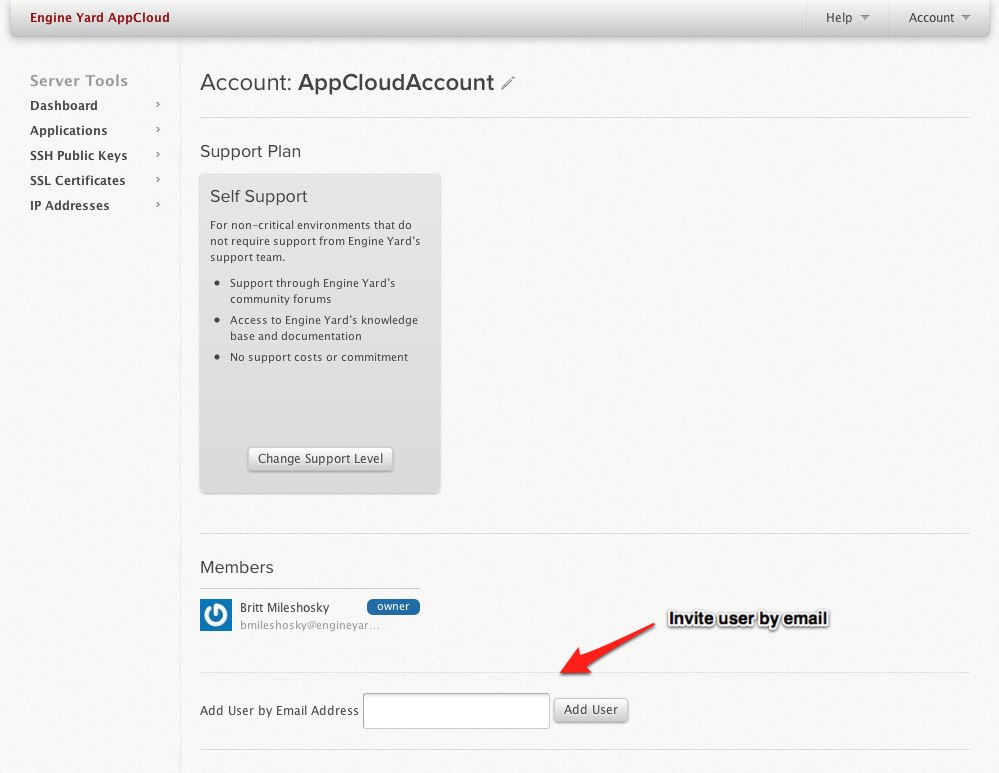 Engine Yard AppCloud
Help
Account
Server Tools
Dashboard
Applications
SSH Public Keys
SSL Certificates
IP Addresses
Account: AppCloudAccount
Support Plan
Self Support
For non-critical environments that do
not require support from Engine Yard's
support team.
Support through Engine Yard's
community forums
Access to Engine Yard's knowledge
base and documentation
No support costs or commitment
Change Support Level
Members
Britt Mileshosky owner
bmileshosky@engineyar...
Invite user by email
Add User by Email Address
Add User